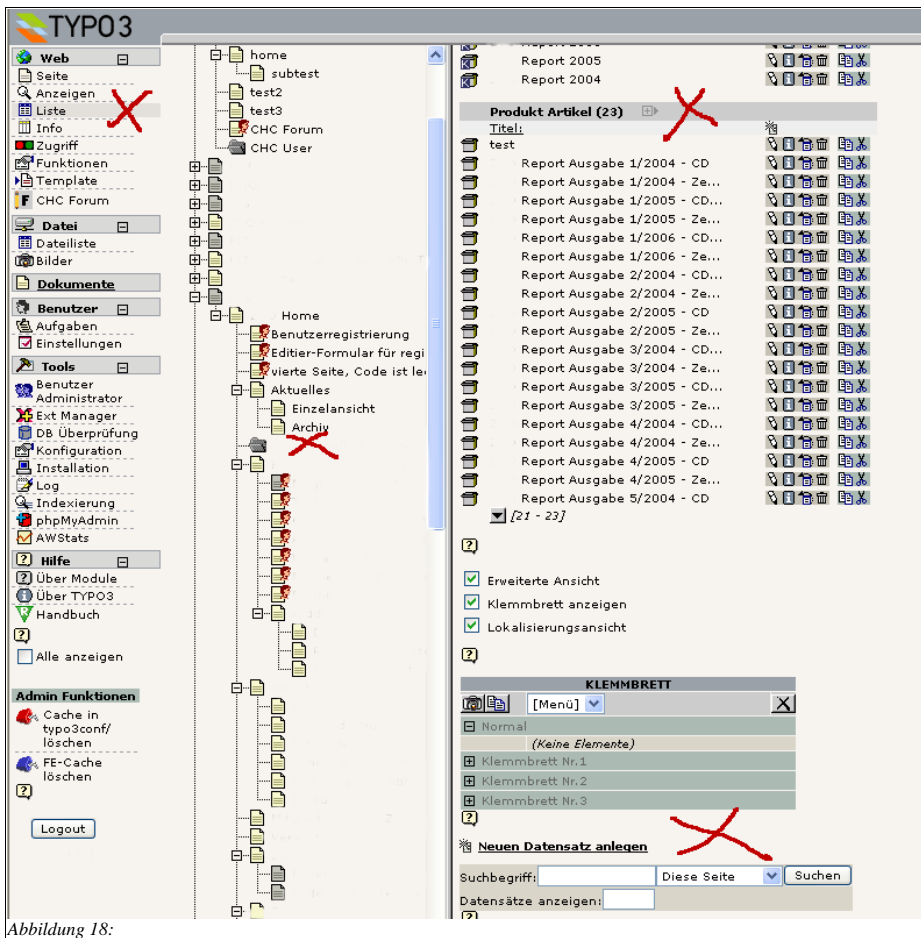 TYPO3
Web
Seite
Anzeigen
Liste
Info
Zugriff
Funktionen
Template
CHC Forum
Datei
Dateiliste
Bilder
Dokumente
Benutzer
Aufgaben
Einstellungen
Tools
Benutzer
Administrator
Ext Manager
DB Überprüfung
Konfiguration
Installation
Log
Indexierung
phpMyAdmin
AWStats
Hilfe
Über Module
Über TYPO3
Handbuch
Alle anzeigen
Admin Funktionen
Cache in
typo3conf/
löschen
FE-Cache
löschen
Logout
home
subtest
test2
test3
CHC Forum
CHC User
Home
Benutzerregistrierung
Editier-Formular für regi
vierte Seite, Code ist le
Aktuelles
Einzelansicht
Archiv
Report 2005
Report 2004
Produkt Artikel (23)
Titel:
test
Report Ausgabe 1/2004 - CD
Report Ausgabe 1/2004 - Ze...
Report Ausgabe 1/2005 - CD...
Report Ausgabe 1/2005 - Ze...
Report Ausgabe 1/2006 - CD...
Report Ausgabe 1/2006 - Ze...
Report Ausgabe 2/2004 - CD...
Report Ausgabe 2/2004 - Ze...
Report Ausgabe 2/2005 - CD
Report Ausgabe 2/2005 - Ze...
Report Ausgabe 3/2004 - CD...
Report Ausgabe 3/2004 - Ze...
Report Ausgabe 3/2005 - CD...
Report Ausgabe 3/2005 - Ze...
Report Ausgabe 4/2004 - CD...
Report Ausgabe 4/2004 - Ze...
Report Ausgabe 4/2005 - CD
Report Ausgabe 4/2005 - Ze...
Report Ausgabe 5/2004 - CD
[21 - 23]
Erweiterte Ansicht
Klemmbrett anzeigen
Lokalisierungsansicht
KLEMMBRETT
[Menü]
Normal
(Keine Elemente)
Klemmbrett Nr.1
Klemmbrett Nr.2
Klemmbrett Nr.3
Neuen Datensatz anlegen
Suchbegriff: Diese Seite Suchen
Datensätze anzeigen:
Abbildung 18: